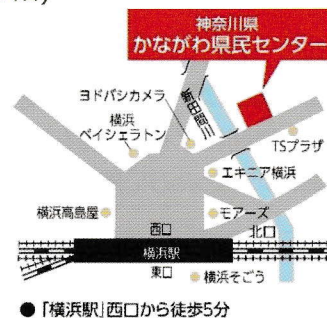 神奈川県
かながわ県民センター
ヨドバシカメラ
新田間川
横浜
ベイシェラトン
TSプラザ
エキニア横浜
横浜高島屋
モアーズ
西口
北口
横浜駅
東口
横浜そごう
●「横浜駅」西口から徒歩5分